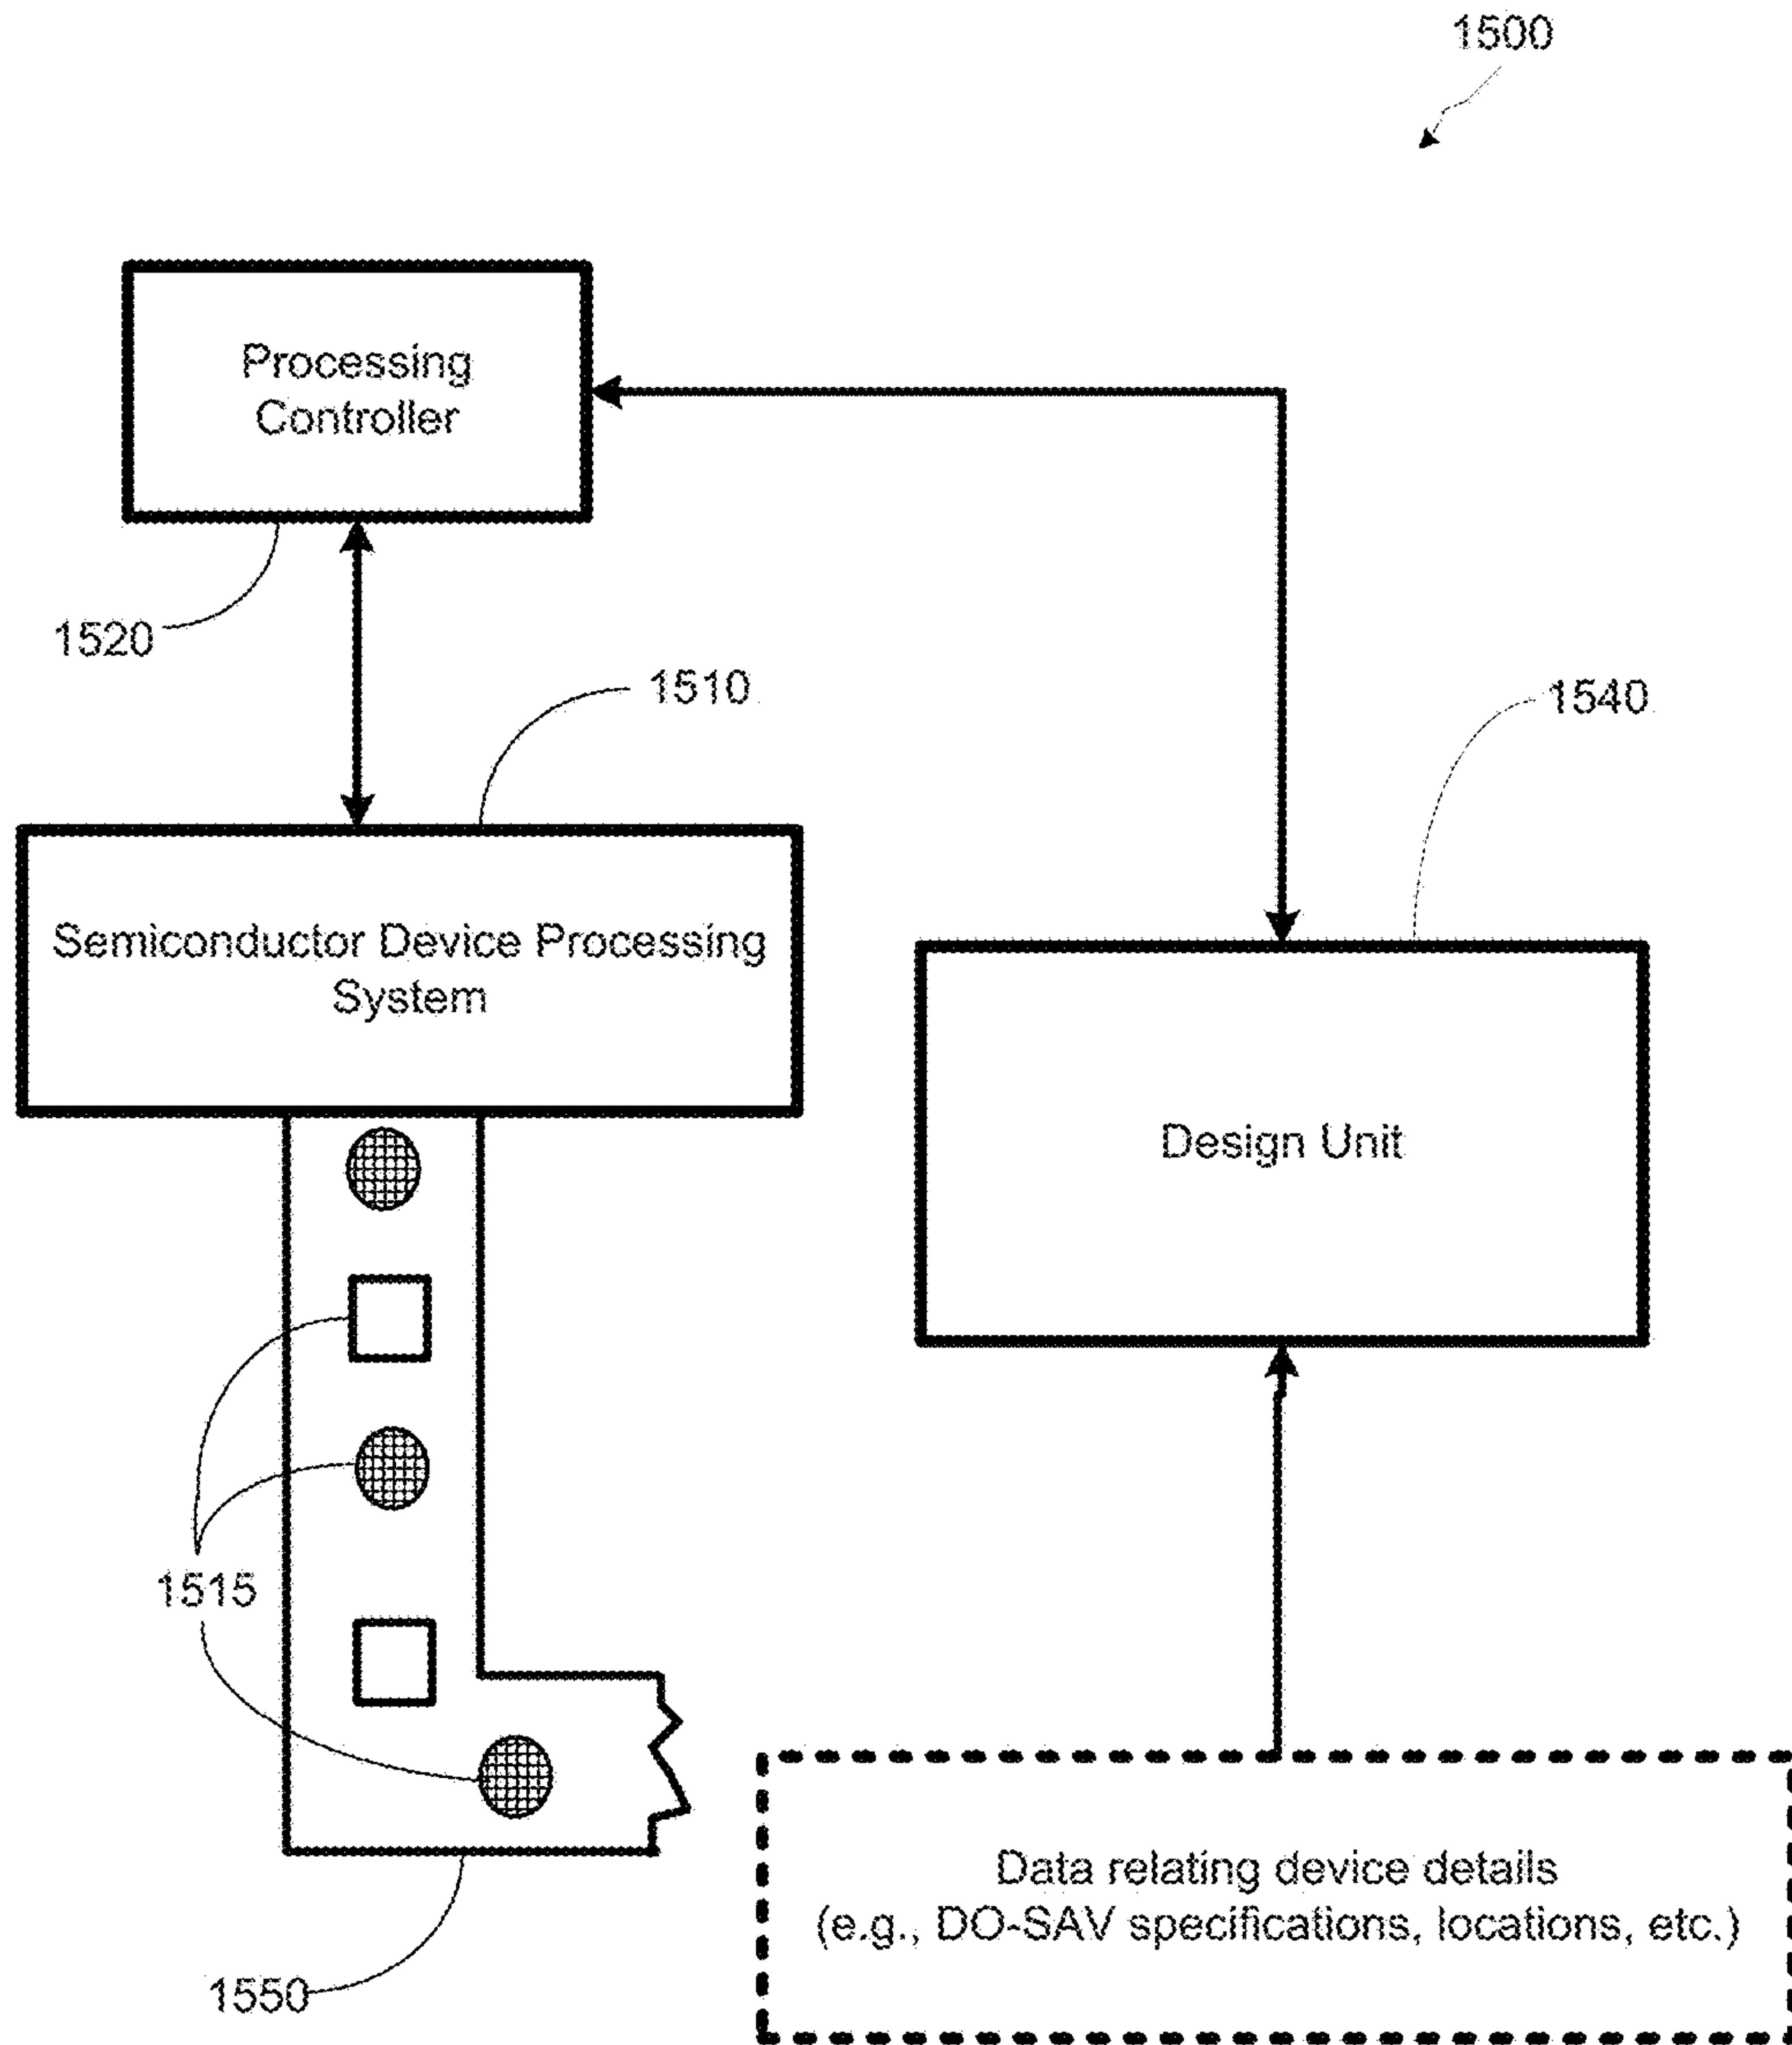 1500
Processing
Controller
1520
1510
1540
Semiconductor Device Processing
System
Design Unit
1515
Data relating device details
(e.g., DO-SAV specifications, locations, etc.)
1550